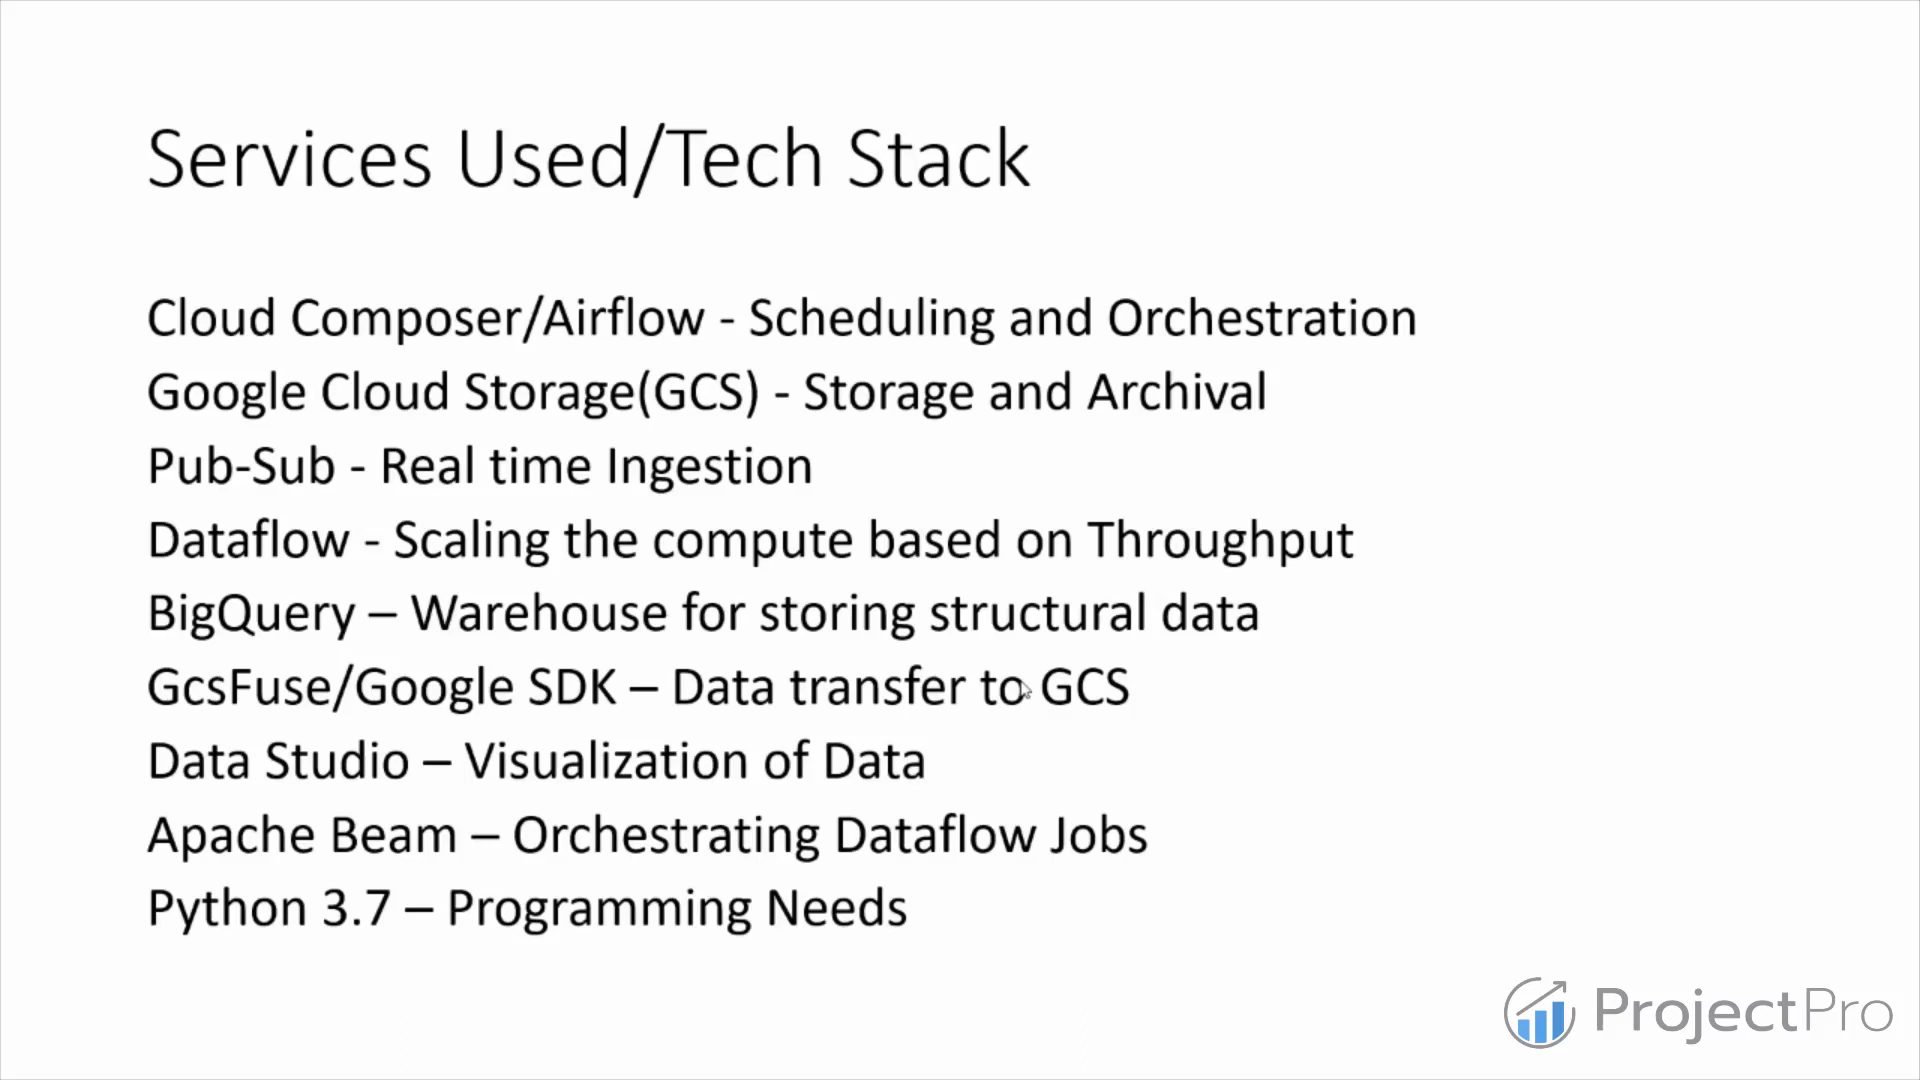 Services Used/Tech Stack
Cloud Composer/Airflow - Scheduling and Orchestration
Google Cloud Storage(GCS) - Storage and Archival
Pub-Sub - Real time Ingestion
Dataflow - Scaling the compute based on Throughput
BigQuery – Warehouse for storing structural data
GcsFuse/Google SDK – Data transfer to GCS
Data Studio – Visualization of Data
Apache Beam – Orchestrating Dataflow Jobs
Python 3.7 – Programming Needs
ProjectPro